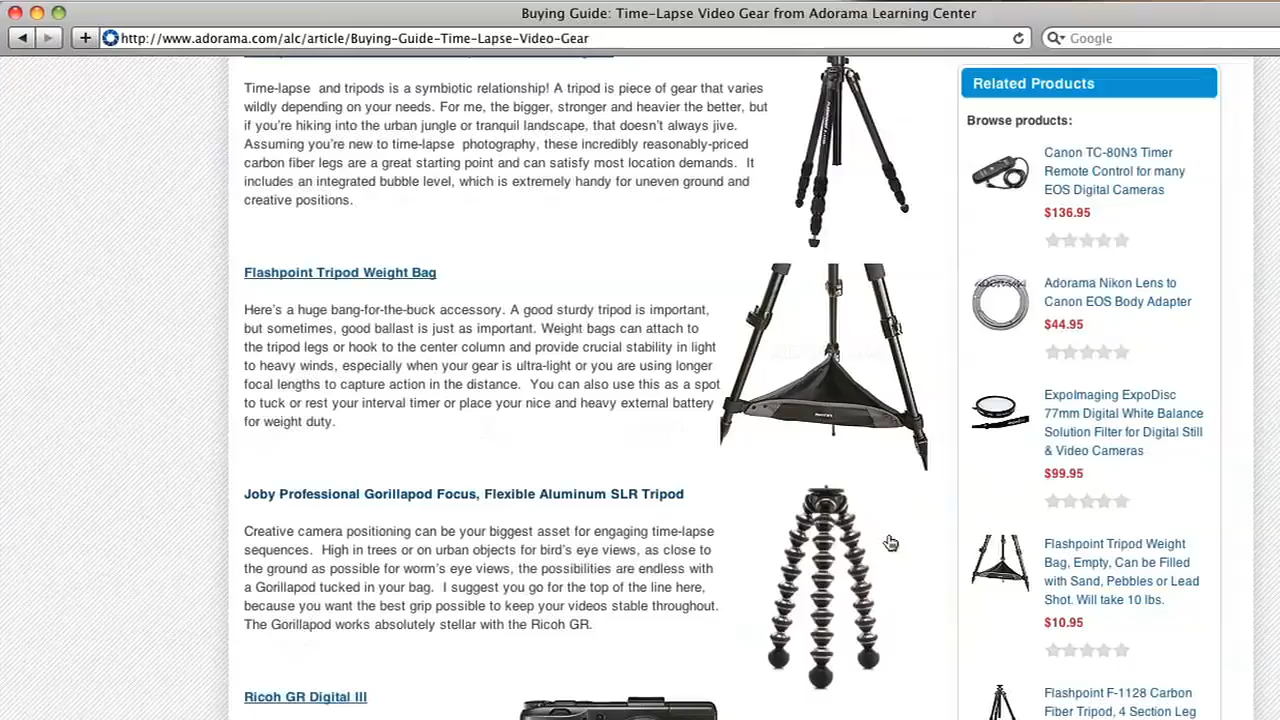 Buying Guide: Time-Lapse Video Gear from Adorama Learning Center
http://www.adorama.com/alc/article/Buying-Guide-Time-Lapse-Video-Gear
Google
Time-lapse and tripods is a symbiotic relationship! A tripod is piece of gear that varies
wildly depending on your needs. For me, the bigger, stronger and heavier the better, but
if you're hiking into the urban jungle or tranquil landscape, that doesn't always jive.
Assuming you're new to time-lapse photography, these incredibly reasonably-priced
carbon fiber legs are a great starting point and can satisfy most location demands. It
includes an integrated bubble level, which is extremely handy for uneven ground and
creative positions.
Flashpoint Tripod Weight Bag
Here's a huge bang-for-the-buck accessory. A good sturdy tripod is important,
but sometimes, good ballast is just as important. Weight bags can attach to
the tripod legs or hook to the center column and provide crucial stability in light
to heavy winds, especially when your gear is ultra-light or you are using longer
focal lengths to capture action in the distance. You can also use this as a spot
to tuck or rest your interval timer or place your nice and heavy external battery
for weight duty.
Joby Professional Gorillapod Focus, Flexible Aluminum SLR Tripod
Creative camera positioning can be your biggest asset for engaging time-lapse
sequences. High in trees or on urban objects for bird's eye views, as close to
the ground as possible for worm's eye views, the possibilities are endless with
a Gorillapod tucked in your bag. I suggest you go for the top of the line here,
because you want the best grip possible to keep your videos stable throughout.
The Gorillapod works absolutely stellar with the Ricoh GR.
Ricoh GR Digital III
Related Products
Browse products:
Canon TC-80N3 Timer
Remote Control for many
EOS Digital Cameras
$136.95
Adorama Nikon Lens to
Canon EOS Body Adapter
$44.95
ExpoImaging ExpoDisc
77mm Digital White Balance
Solution Filter for Digital Still
& Video Cameras
$99.95
Flashpoint Tripod Weight
Bag, Empty, Can be Filled
with Sand, Pebbles or Lead
Shot. Will take 10 lbs.
$10.95
Flashpoint F-1128 Carbon
Fiber Tripod, 4 Section Leg